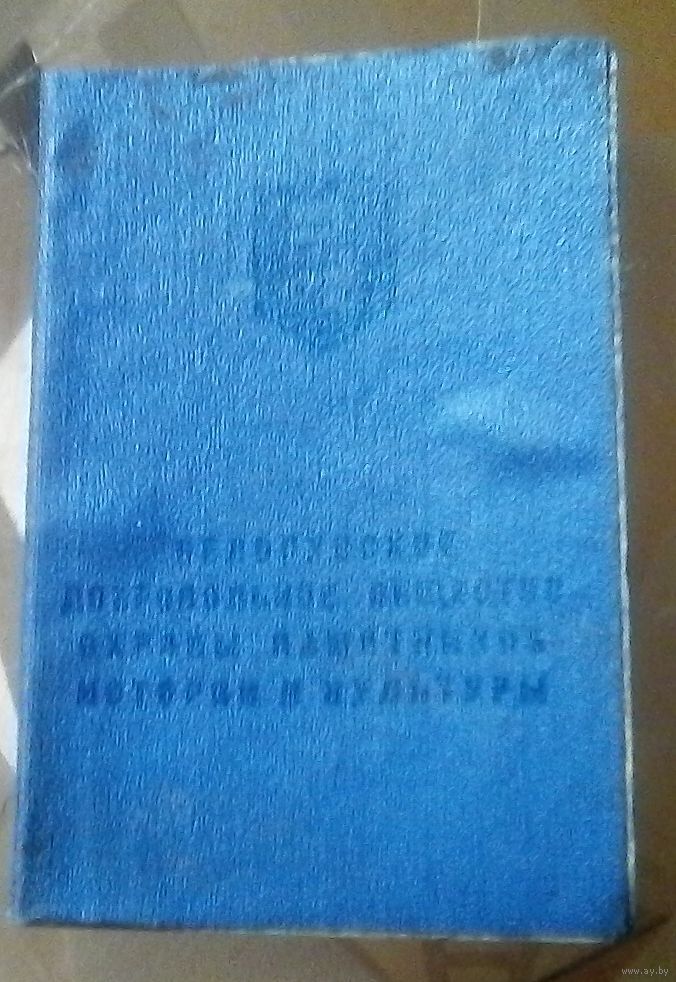 БЕЛОРУССКОЕ
ДОБРОВОЛЬНОЕ ОБЩЕСТВО
ОХРАНЫ ПАМЯТНИКОВ
ИСТОРИИ И КУЛЬТУРЫ
www.ay.by